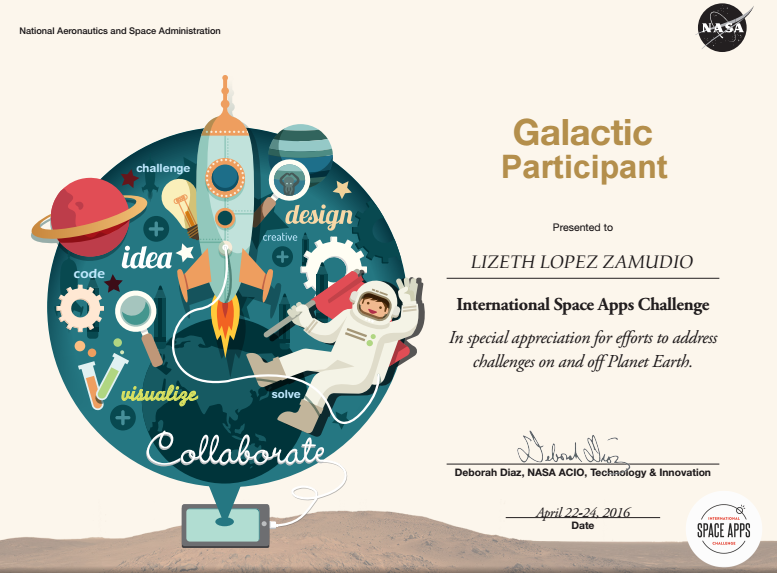 National Aeronautics and Space Administration
NASA
Galactic
Participant
Presented to
LIZETH LOPEZ ZAMUDIO
International Space Apps Challenge
In special appreciation for efforts to address
challenges on and off Planet Earth.
Deborah Diaz
Deborah Diaz, NASA ACIO, Technology & Innovation
April 22-24, 2016
Date
challenge
design
creative
idea
code
visualize
solve
Collaborate
INTERNATIONAL
SPACE APPS
CHALLENGE